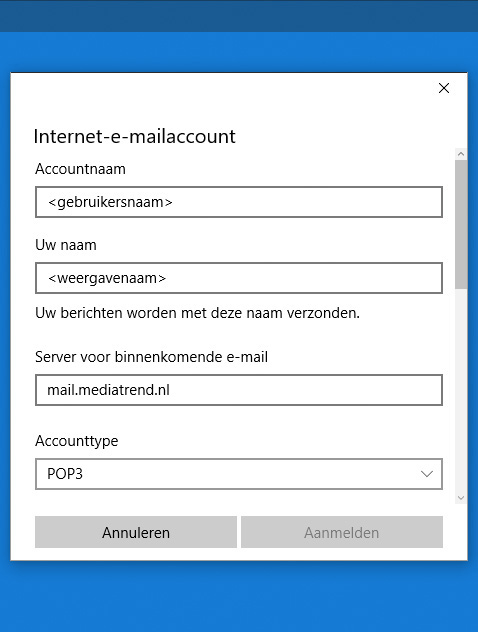 Internet-e-mailaccount
Accountnaam
<gebruikersnaam>
Uw naam
<weergavenaam>
Uw berichten worden met deze naam verzonden.
Server voor binnenkomende e-mail
mail.mediatrend.nl
Accounttype
POP3
Annuleren
Aanmelden